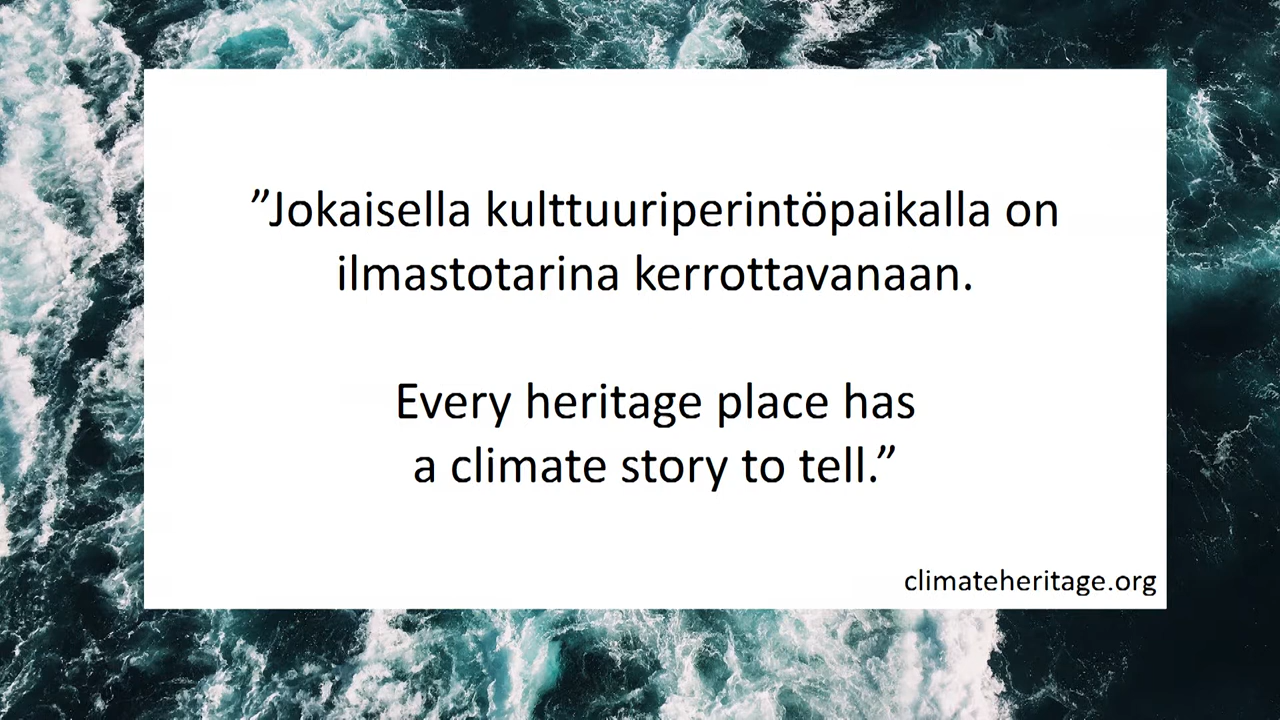 ”Jokaisella kulttuuriperintöpaikalla on
ilmastotarina kerrottavanaan.
Every heritage place has
a climate story to tell.”
climateheritage.org